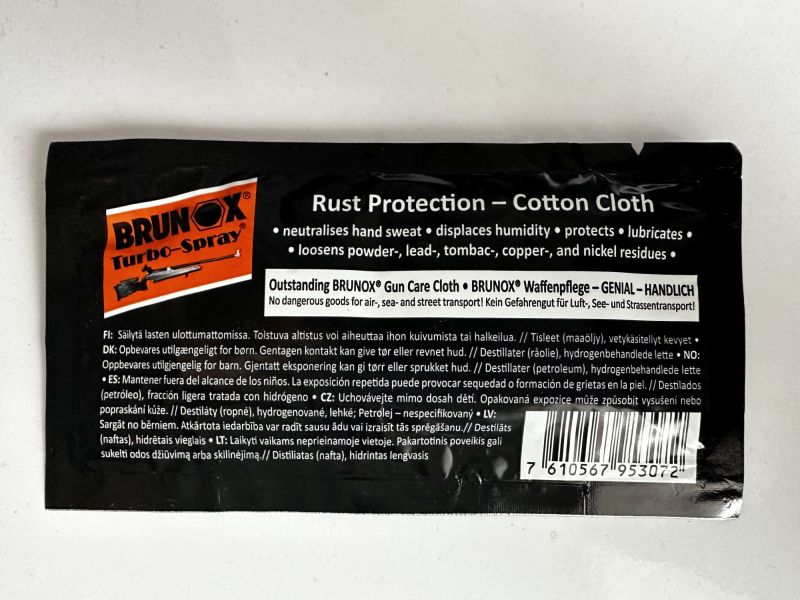 BRUNOX®
Turbo-Spray®
Rust Protection – Cotton Cloth
• neutralises hand sweat • displaces humidity • protects • lubricates •
• loosens powder-, lead-, tombac-, copper-, and nickel residues •
Outstanding BRUNOX® Gun Care Cloth • BRUNOX® Waffenpflege – GENIAL – HANDLICH
No dangerous goods for air-, sea- and street transport! Kein Gefahrengut für Luft-, See- und Strassentransport!
FI: Säilytä lasten ulottumattomissa. Toistuva altistus voi aiheuttaa ihon kuivumista tai halkeilua. // Tisleet (maaöljy), vetykäsitellyt kevyet •
DK: Opbevares utilgængeligt for børn. Gentagen kontakt kan give tør eller revnet hud. // Destillater (råolie), hydrogenbehandlede lette • NO:
Oppbevares utilgjengelig for barn. Gjentatt eksponering kan gi tørr eller sprukket hud. // Destillater (petroleum), hydrogenbehandlede lette
• ES: Mantener fuera del alcance de los niños. La exposición repetida puede provocar sequedad o formación de grietas en la piel. // Destilados
(petróleo), fracción ligera tratada con hidrógeno • CZ: Uchovávejte mimo dosah dětí. Opakovaná expozice může způsobit vysušení nebo
popraskání kůže. // Destiláty (ropné), hydrogenované, lehké; Petrolej – nespecifikovaný • LV:
Sargāt no bērniem. Atkārtota iedarbība var radīt sausu ādu vai izraisīt tās sprēgāšanu.// Destilāts
(naftas), hidrētais vieglais • LT: Laikyti vaikams neprieinamoje vietoje. Pakartotinis poveikis gali
sukelti odos džiūvimą arba skilinėjimą.// Distiliatas (nafta), hidrintas lengvasis
7 610567 953072